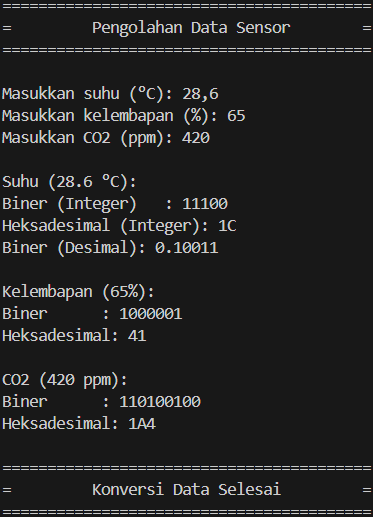 =========================================
=         Pengolahan Data Sensor        =
=========================================
Masukkan suhu (°C): 28,6
Masukkan kelembapan (%): 65
Masukkan CO2 (ppm): 420
Suhu (28.6 °C):
Biner (Integer)   : 11100
Heksadesimal (Integer): 1C
Biner (Desimal): 0.10011
Kelembapan (65%):
Biner      : 1000001
Heksadesimal: 41
CO2 (420 ppm):
Biner      : 110100100
Heksadesimal: 1A4
=========================================
=         Konversi Data Selesai         =
=========================================